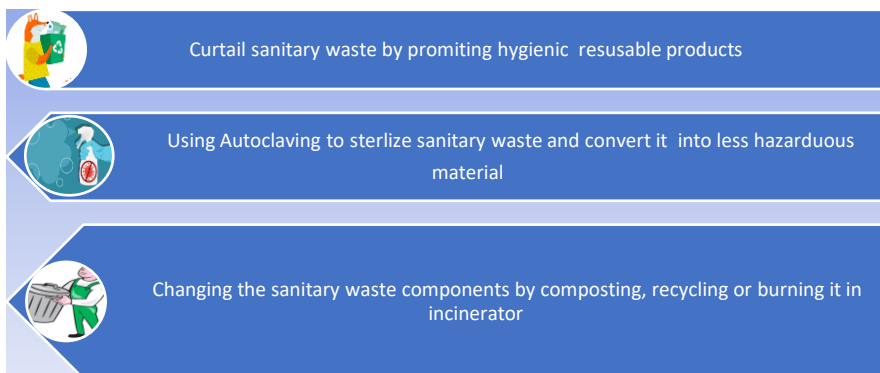 Curtail sanitary waste by promiting hygienic resusable products
Using Autoclaving to sterlize sanitary waste and convert it into less hazarduous
material
Changing the sanitary waste components by composting, recycling or burning it in
incinerator